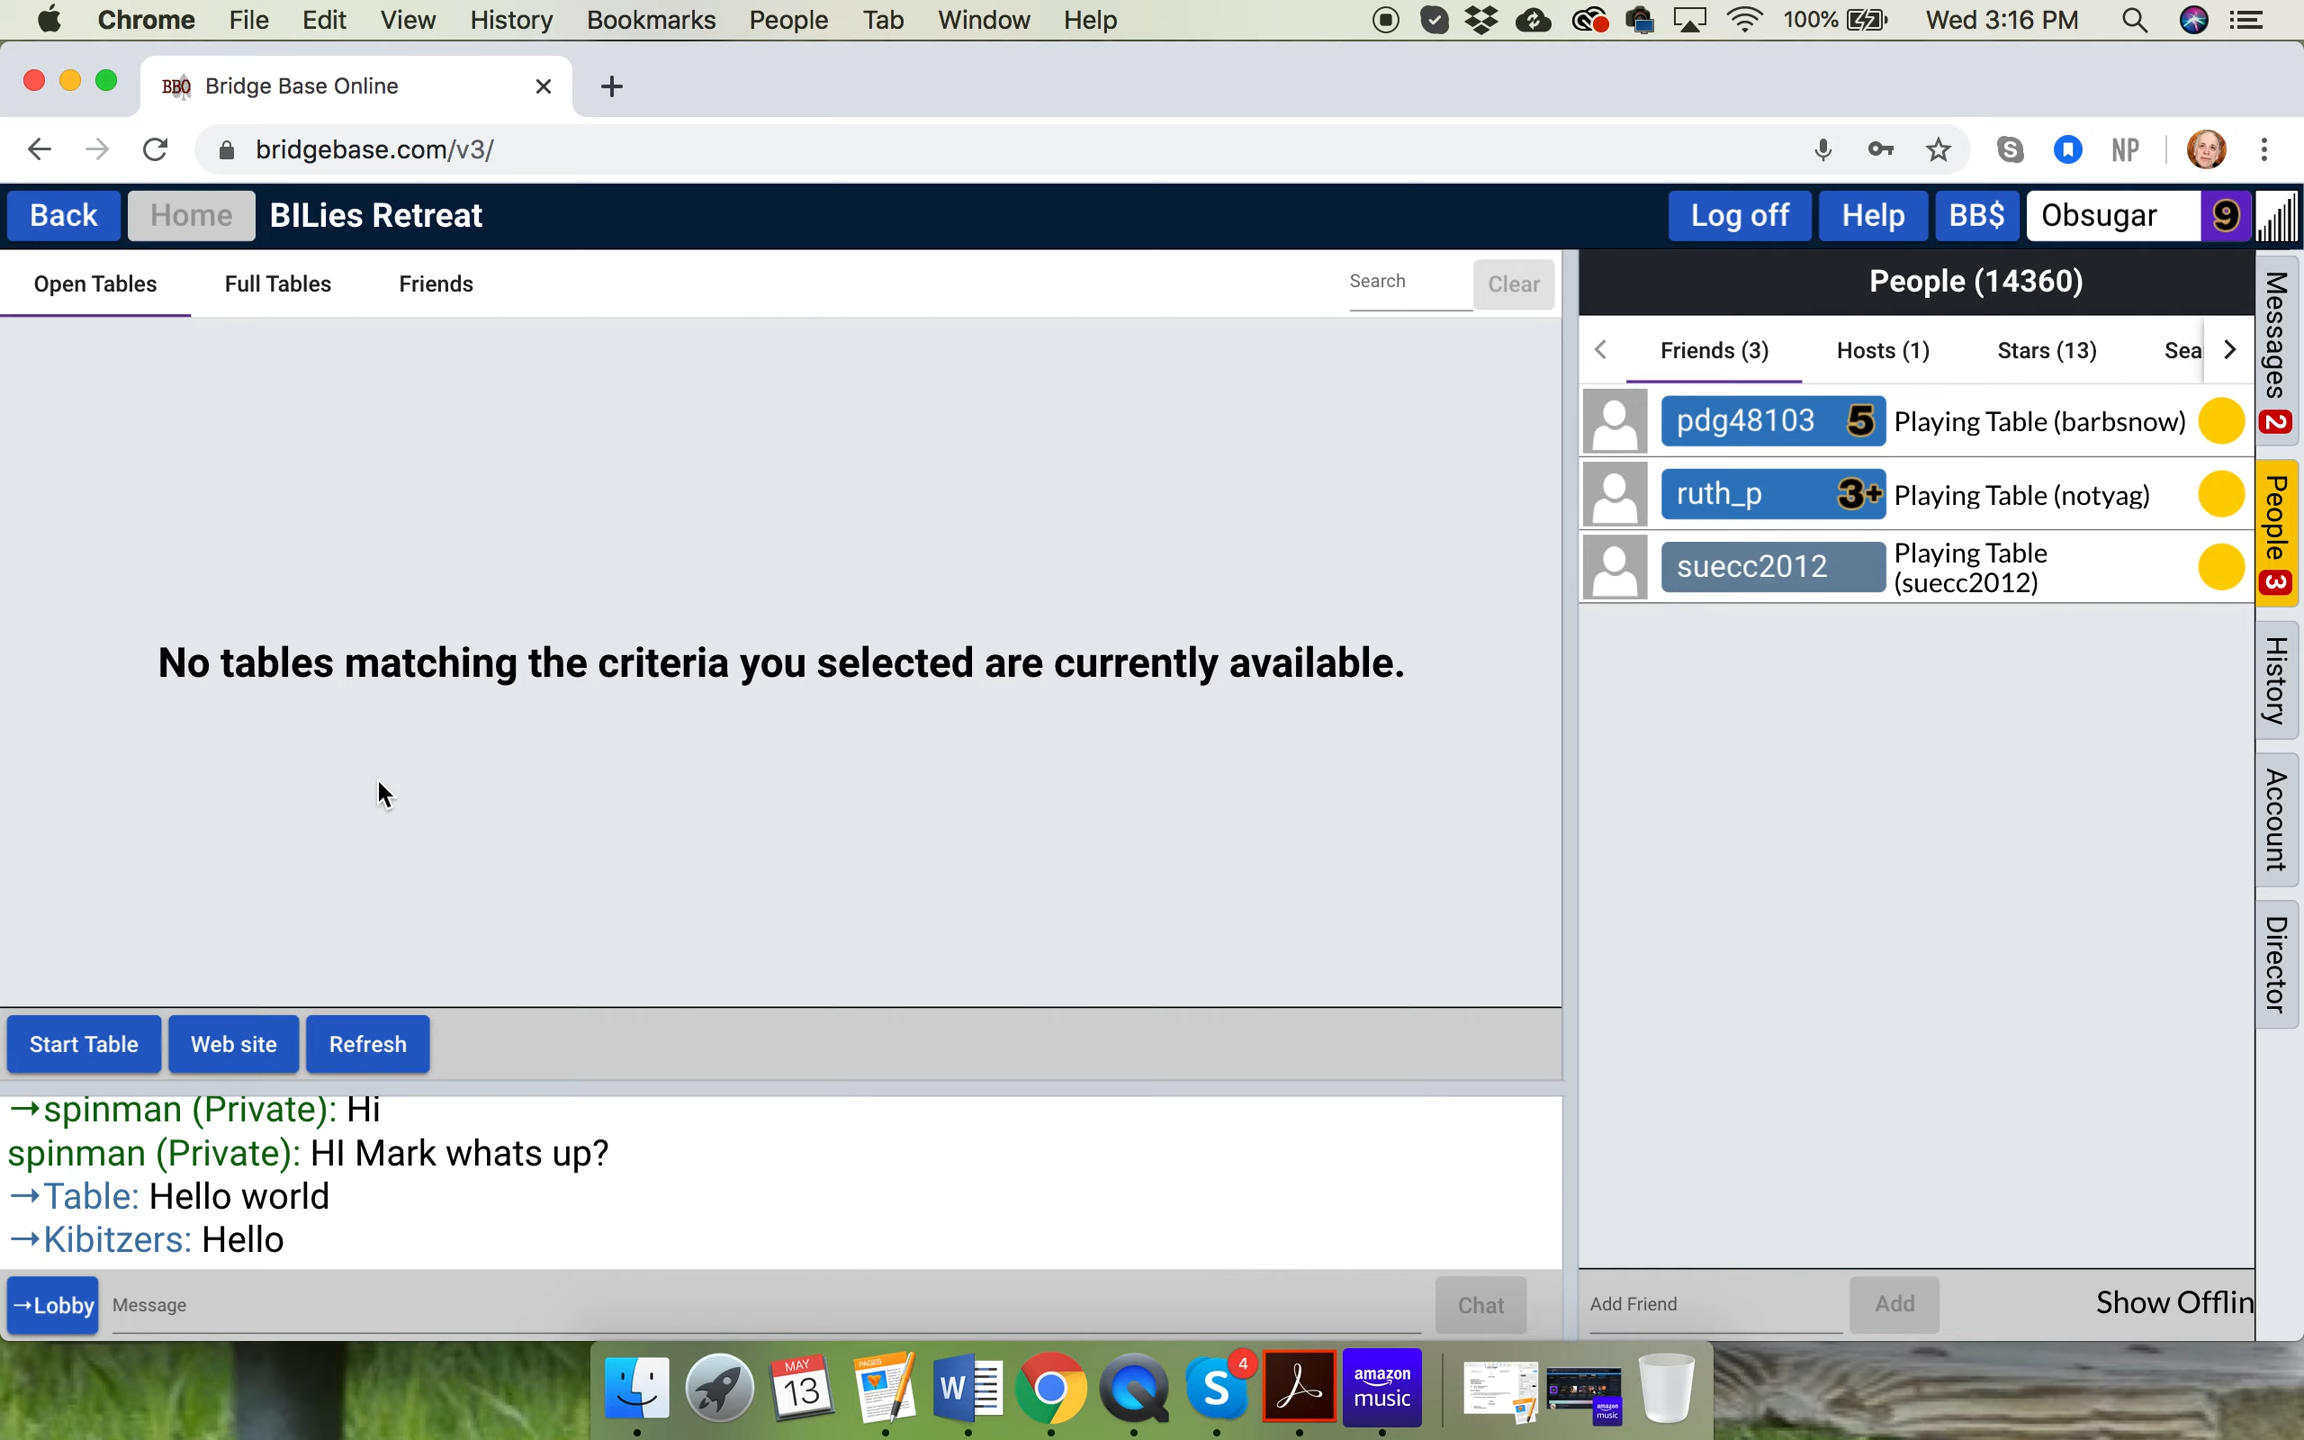 Chrome File Edit View History Bookmarks People Tab Window Help 100% Wed 3:16 PM
BBO Bridge Base Online
bridgebase.com/v3/ NP
Back Home BILies Retreat Log off Help BB$ Obsugar 9
Open Tables Full Tables Friends Search Clear
People (14360)
Friends (3) Hosts (1) Stars (13) Sea
pdg48103 5 Playing Table (barbsnow)
ruth_p 3+ Playing Table (notyag)
suecc2012 Playing Table
(suecc2012)
Messages 2
People 3
History
Account
Director
No tables matching the criteria you selected are currently available.
Start Table Web site Refresh
→spinman (Private): Hi
spinman (Private): HI Mark whats up?
→Table: Hello world
→Kibitzers: Hello
→Lobby Message Chat
Add Friend Add Show Offlin
MAY
13
PAGES
W
S 4
amazon
music
amazon
music